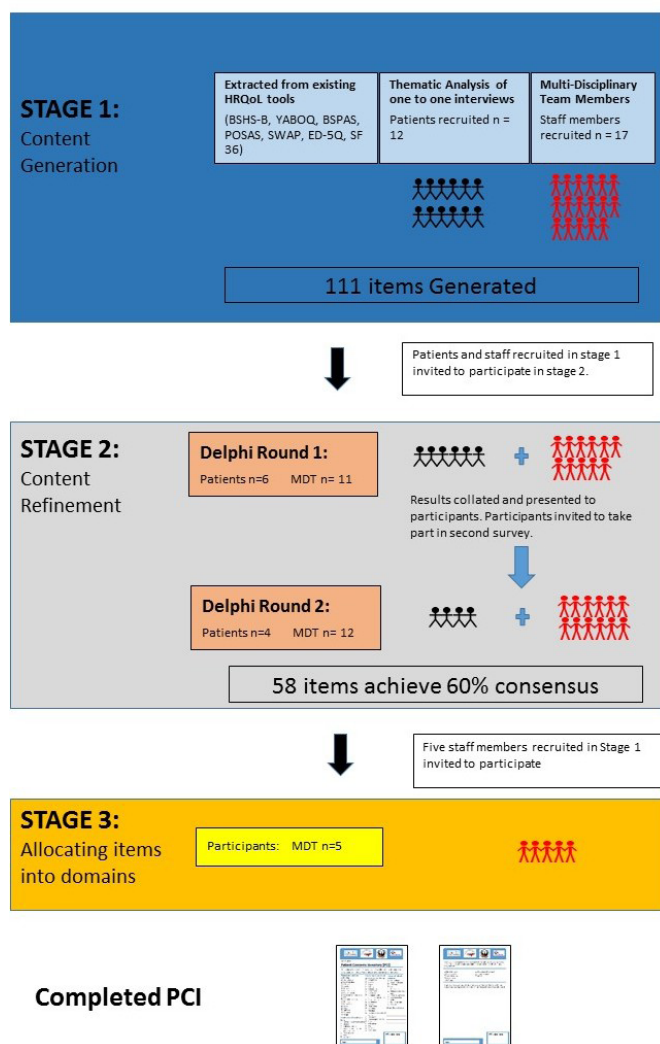 STAGE 1:
Content
Generation
Extracted from existing
HRQoL tools
(BSHS-B, YABOQ, BSPAS,
POSAS, SWAP, ED-5Q, SF
36)
Thematic Analysis of
one to one interviews
Patients recruited n =
12
Multi-Disciplinary
Team Members
Staff members
recruited n = 17
111 items Generated
Patients and staff recruited in stage 1
invited to participate in stage 2.
STAGE 2:
Content
Refinement
Delphi Round 1:
Patients n=6 MDT n= 11
Results collated and presented to
participants. Participants invited to take
part in second survey.
Delphi Round 2:
Patients n=4 MDT n= 12
58 items achieve 60% consensus
Five staff members recruited in Stage 1
invited to participate
STAGE 3:
Allocating items
into domains
Participants: MDT n=5
Completed PCI